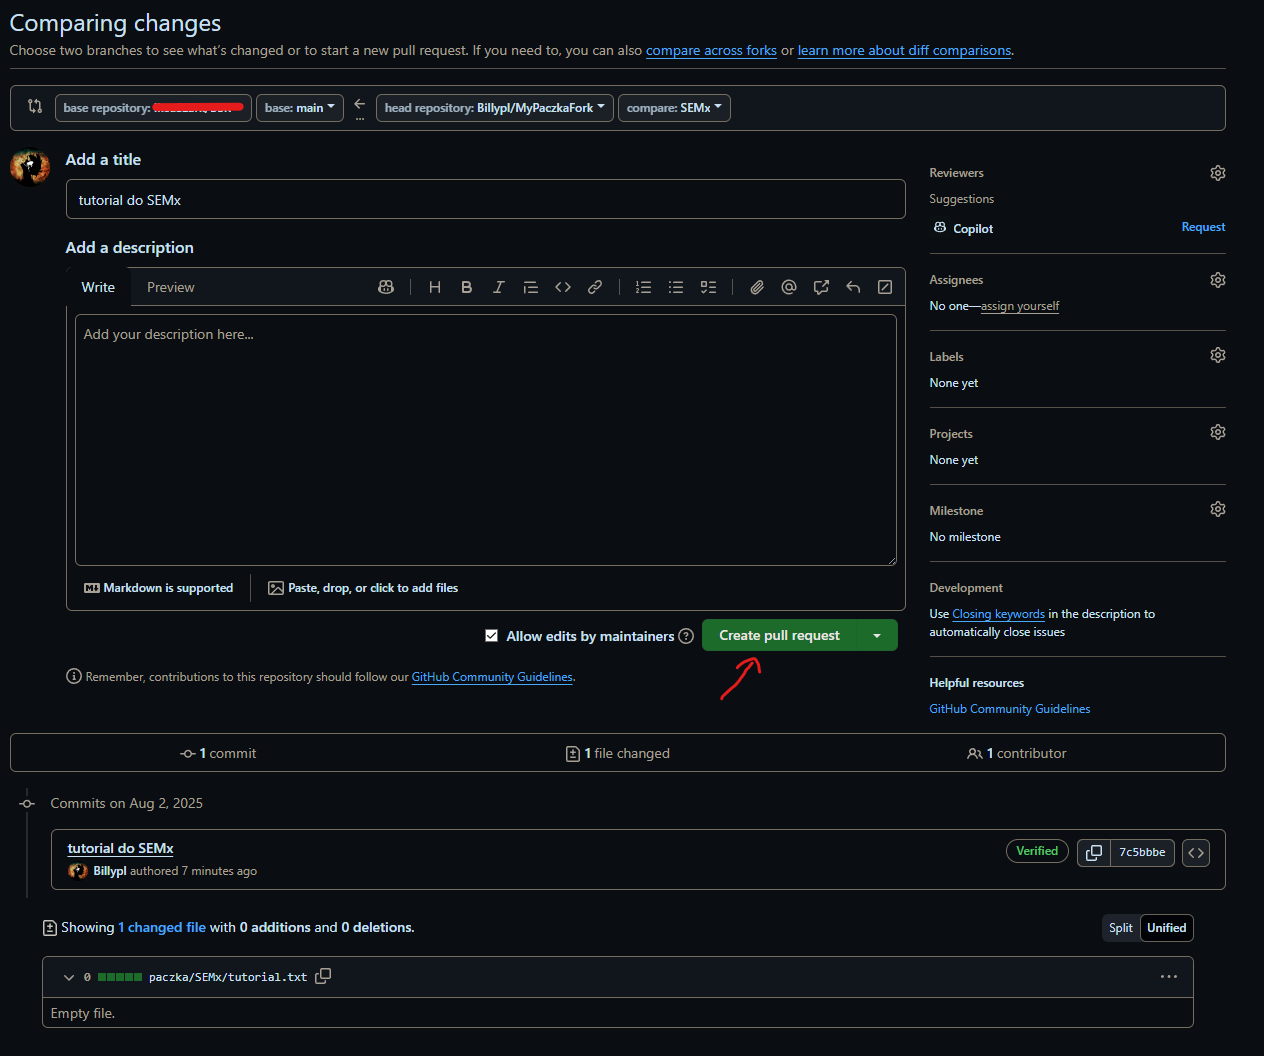 Comparing changes
Choose two branches to see what's changed or to start a new pull request. If you need to, you can also compare across forks or learn more about diff comparisons.
base repository: base: main ... head repository: Billypl/MyPaczkaFork compare: SEMx
Add a title
tutorial do SEMx
Add a description
Write Preview
Add your description here...
Markdown is supported Paste, drop, or click to add files
Allow edits by maintainers Create pull request
Remember, contributions to this repository should follow our GitHub Community Guidelines.
Reviewers
Suggestions
Copilot Request
Assignees
No one—assign yourself
Labels
None yet
Projects
None yet
Milestone
No milestone
Development
Use Closing keywords in the description to
automatically close issues
Helpful resources
GitHub Community Guidelines
1 commit 1 file changed 1 contributor
Commits on Aug 2, 2025
tutorial do SEMx
Billypl authored 7 minutes ago
Verified 7c5bbbe
Showing 1 changed file with 0 additions and 0 deletions.
Split Unified
0 paczka/SEMx/tutorial.txt
Empty file.